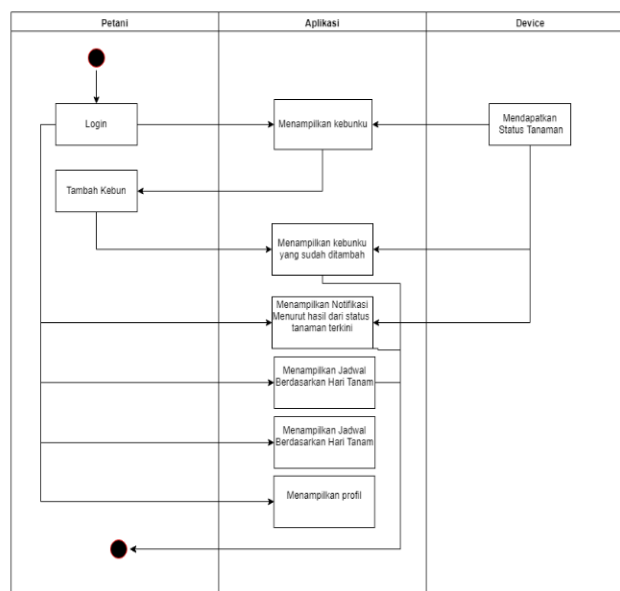 Petani
Aplikasi
Device
Login
Menampilkan kebunku
Mendapatkan
Status Tanaman
Tambah Kebun
Menampilkan kebunku
yang sudah ditambah
Menampilkan Notifikasi
Menurut hasil dari status
tanaman terkini
Menampilkan Jadwal
Berdasarkan Hari Tanam
Menampilkan Jadwal
Berdasarkan Hari Tanam
Menampilkan profil